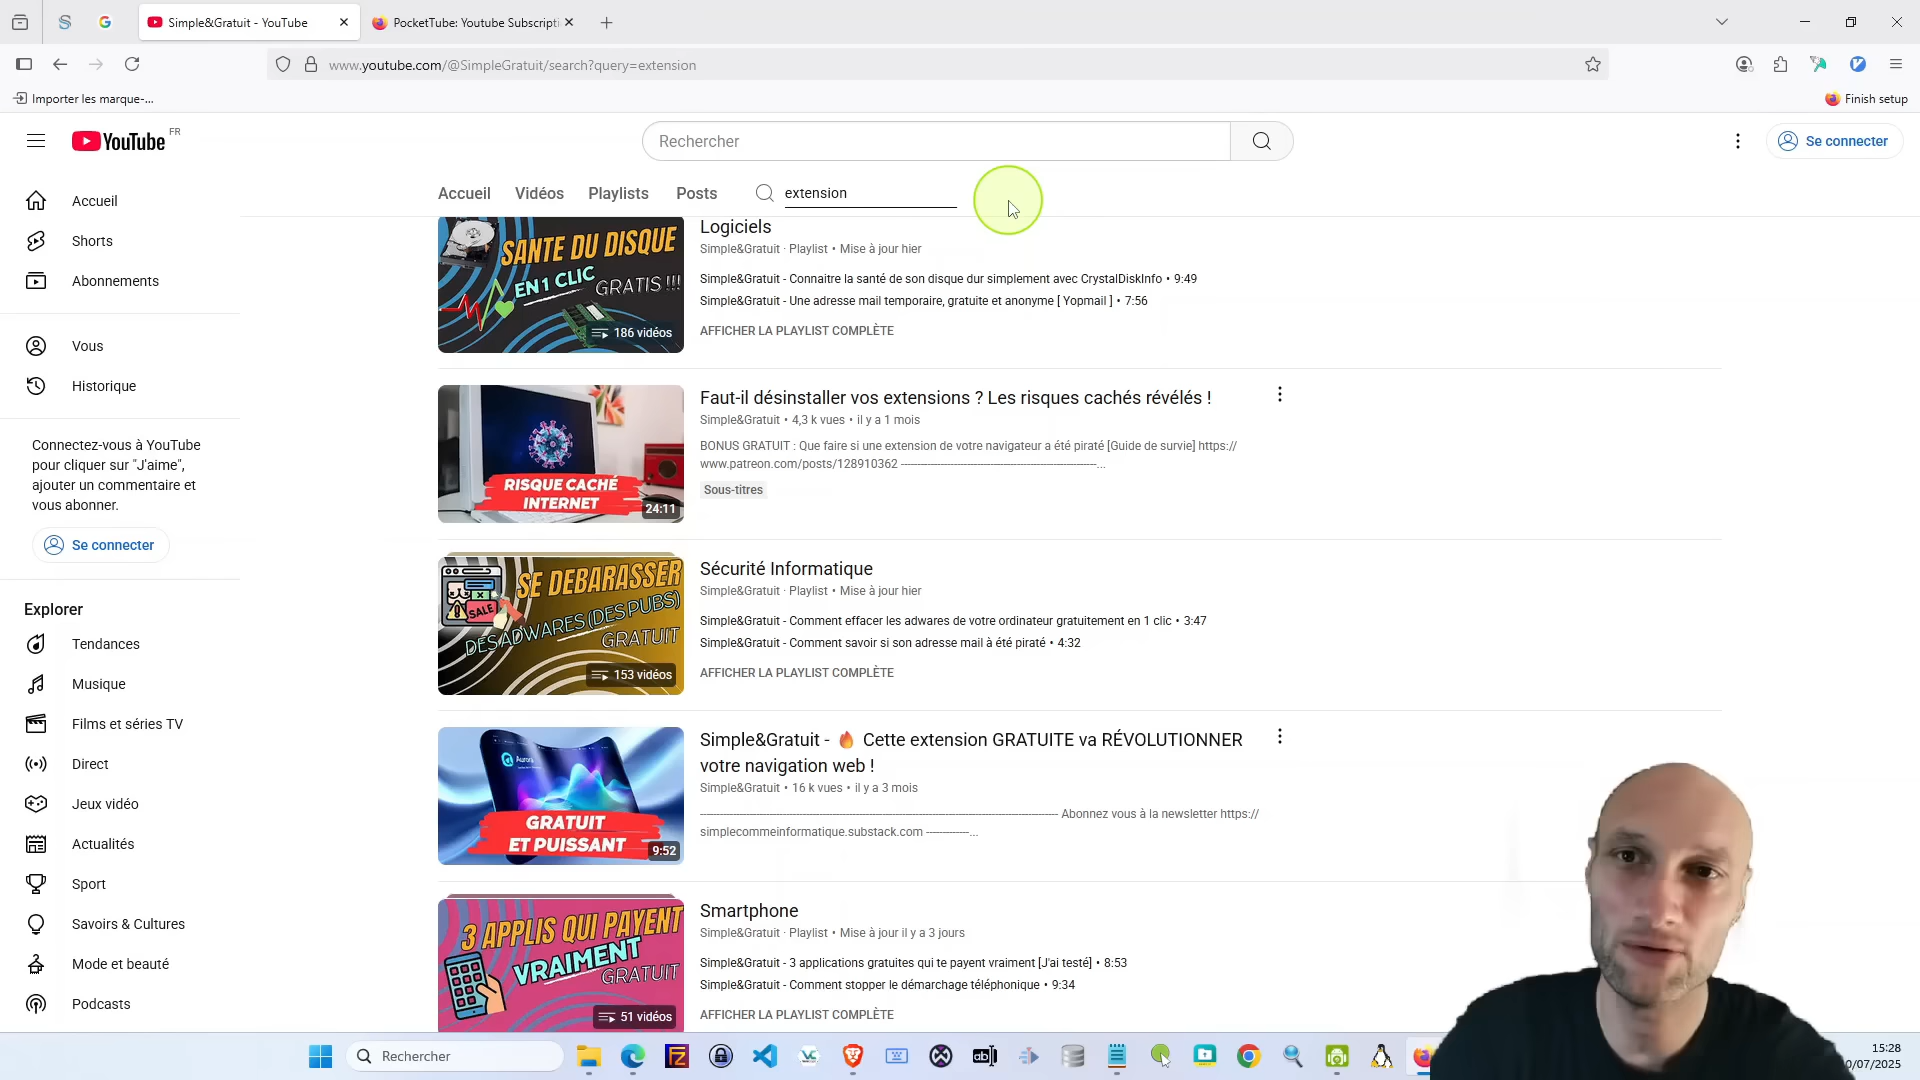 Simple&Gratuit - YouTube
PocketTube: Youtube Subscripti
www.youtube.com/@SimpleGratuit/search?query=extension
Importer les marque-...
Finish setup
YouTube FR
Rechercher
Se connecter
Accueil Vidéos Playlists Posts extension
Accueil
Shorts
Abonnements
Vous
Historique
Connectez-vous à YouTube
pour cliquer sur "J'aime",
ajouter un commentaire et
vous abonner.
Se connecter
Explorer
Tendances
Musique
Films et séries TV
Direct
Jeux vidéo
Actualités
Sport
Savoirs & Cultures
Mode et beauté
Podcasts
SANTE DU DISQUE
EN 1 CLIC GRATIS !!!
186 vidéos
Logiciels
Simple&Gratuit · Playlist • Mise à jour hier
Simple&Gratuit - Connaitre la santé de son disque dur simplement avec CrystalDiskInfo • 9:49
Simple&Gratuit - Une adresse mail temporaire, gratuite et anonyme [ Yopmail ] • 7:56
AFFICHER LA PLAYLIST COMPLÈTE
RISQUE CACHÉ
INTERNET
24:11
Faut-il désinstaller vos extensions ? Les risques cachés révélés !
Simple&Gratuit • 4,3 k vues • il y a 1 mois
BONUS GRATUIT : Que faire si une extension de votre navigateur a été piraté [Guide de survie] https://
www.patreon.com/posts/128910362 ----------------------------------------------------------...
Sous-titres
SE DEBARASSER
DES ADWARES (DES PUBS)
GRATUIT
SALE
153 vidéos
Sécurité Informatique
Simple&Gratuit · Playlist • Mise à jour hier
Simple&Gratuit - Comment effacer les adwares de votre ordinateur gratuitement en 1 clic • 3:47
Simple&Gratuit - Comment savoir si son adresse mail à été piraté • 4:32
AFFICHER LA PLAYLIST COMPLÈTE
Aurora
GRATUIT
ET PUISSANT
9:52
Simple&Gratuit - 🔥 Cette extension GRATUITE va RÉVOLUTIONNER
votre navigation web !
Simple&Gratuit • 16 k vues • il y a 3 mois
---------------------------------------------------------------------------------- Abonnez vous à la newsletter https://
simplecommeinformatique.substack.com -------------...
3 APPLIS QUI PAYENT
VRAIMENT
GRATUIT
51 vidéos
Smartphone
Simple&Gratuit · Playlist • Mise à jour il y a 3 jours
Simple&Gratuit - 3 applications gratuites qui te payent vraiment [J'ai testé] • 8:53
Simple&Gratuit - Comment stopper le démarchage téléphonique • 9:34
AFFICHER LA PLAYLIST COMPLÈTE
Rechercher
15:28
0/07/2025